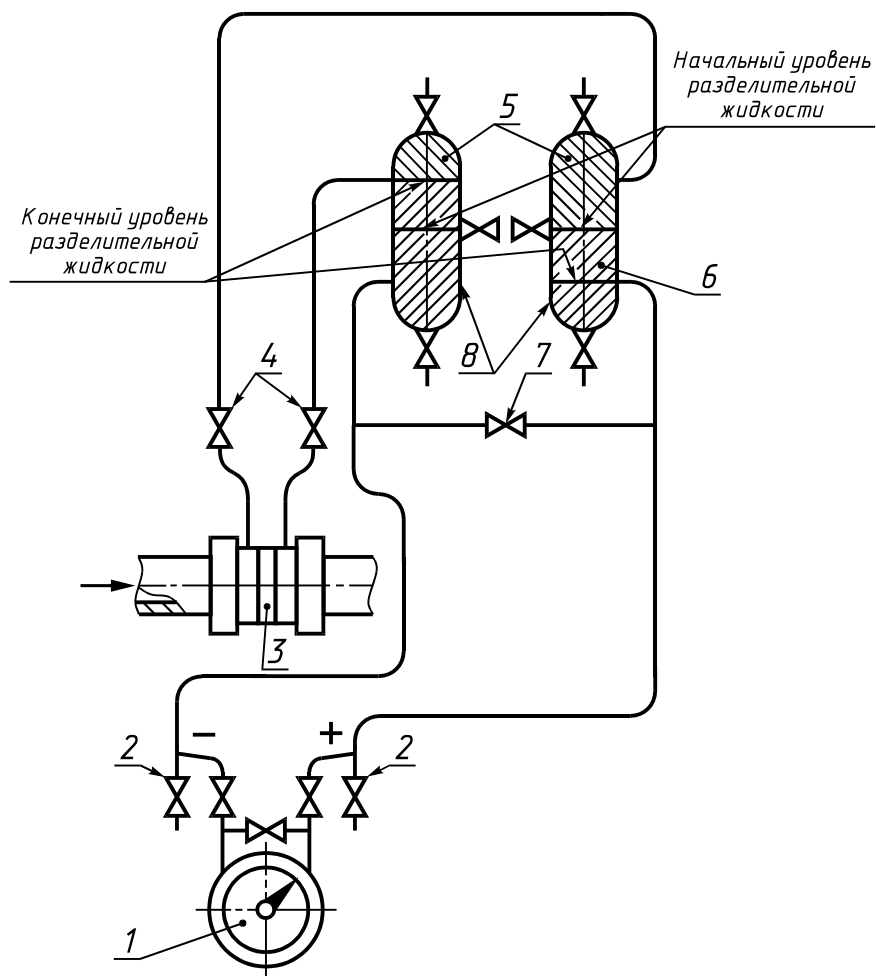 Начальный уровень
разделительной
жидкости
5
Конечный уровень
разделительной
жидкости
6
4
8
7
3
− +
2
2
1